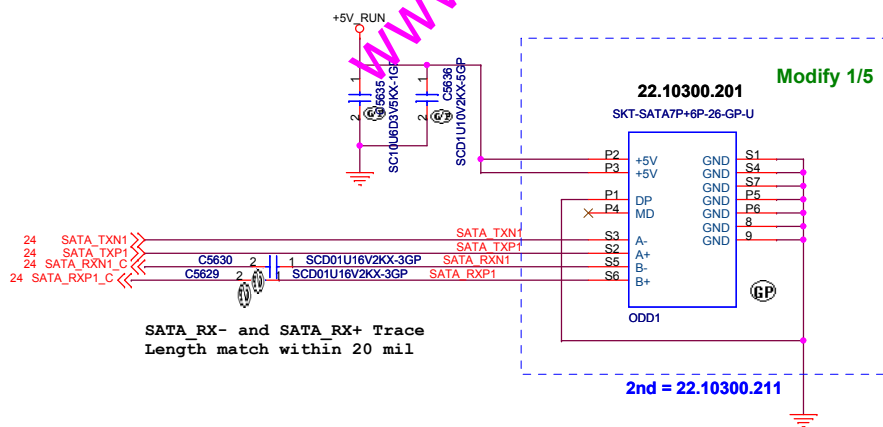 +5V_RUN
www.
1
2
C5635
SC10U6D3V5KX-1GP
1
2
C5636
SCD1U10V2KX-5GP
GP
GP
Modify 1/5
22.10300.201
SKT-SATA7P+6P-26-GP-U
P2 +5V GND S1
P3 +5V GND S4
GND S7
P1 DP GND P5
P4 MD GND P6
GND 8
S3 A- GND 9
S2 A+
S5 B-
S6 B+
ODD1
GP
24 SATA_TXN1 SATA_TXN1
24 SATA_TXP1 SATA_TXP1
24 SATA_RXN1_C C5630 2 1 SCD01U16V2KX-3GP SATA_RXN1
24 SATA_RXP1_C C5629 2 1 SCD01U16V2KX-3GP SATA_RXP1
SATA_RX- and SATA_RX+ Trace
Length match within 20 mil
2nd = 22.10300.211